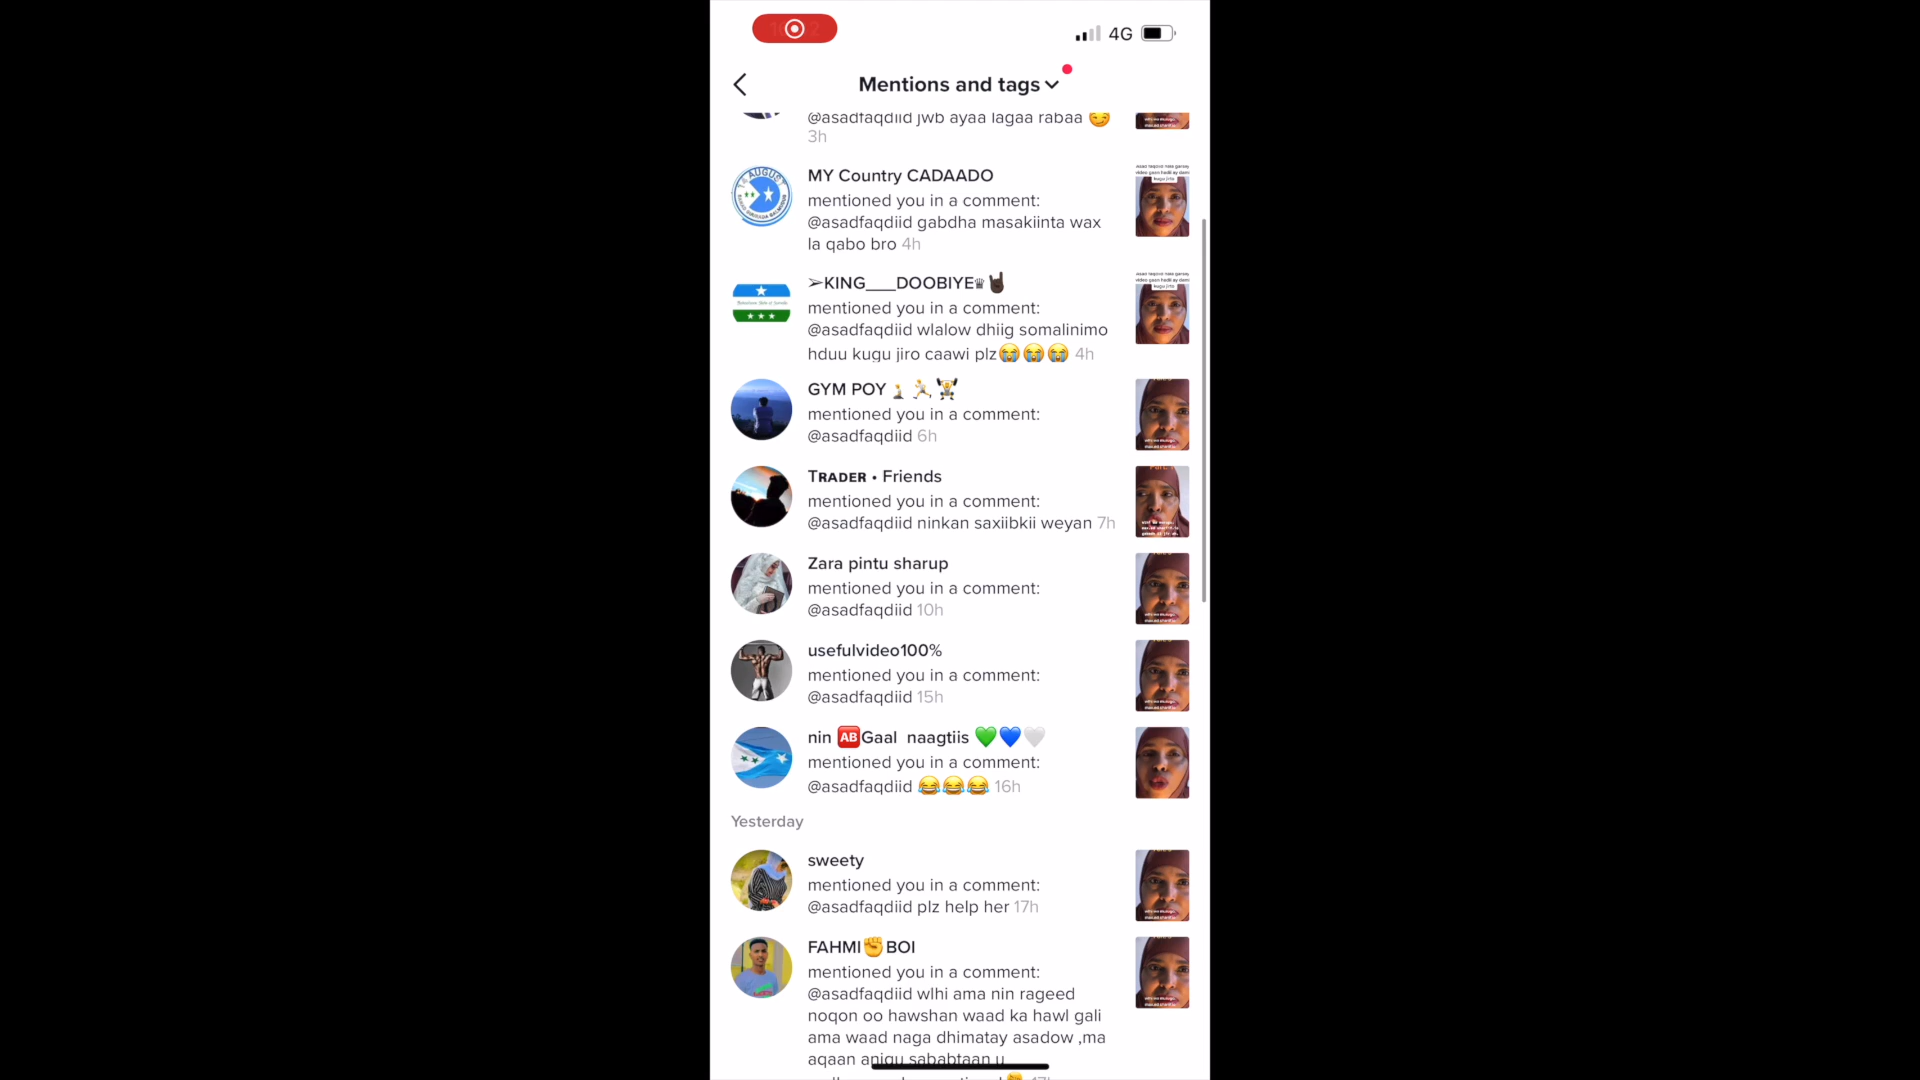 4G
Mentions and tags
@asadfaqdiid jwb ayaa lagaa rabaa 😏
3h
MY Country CADAADO
mentioned you in a comment:
@asadfaqdiid gabdha masakiinta wax
la qabo bro 4h
➢KING___DOOBIYE♛🤘🏿
mentioned you in a comment:
@asadfaqdiid wlalow dhiig somalinimo
hduu kugu jiro caawi plz😭😭😭 4h
GYM POY 🧎🏃🏋
mentioned you in a comment:
@asadfaqdiid 6h
Tʀᴀᴅᴇʀ • Friends
mentioned you in a comment:
@asadfaqdiid ninkan saxiibkii weyan 7h
Zara pintu sharup
mentioned you in a comment:
@asadfaqdiid 10h
usefulvideo100%
mentioned you in a comment:
@asadfaqdiid 15h
nin 🆎Gaal naagtiis 💚💙🤍
mentioned you in a comment:
@asadfaqdiid 😂😂😂 16h
Yesterday
sweety
mentioned you in a comment:
@asadfaqdiid plz help her 17h
FAHMI✊BOI
mentioned you in a comment:
@asadfaqdiid wlhi ama nin rageed
noqon oo hawshan waad ka hawl gali
ama waad naga dhimatay asadow ,ma
aqaan anigu sababtaan u